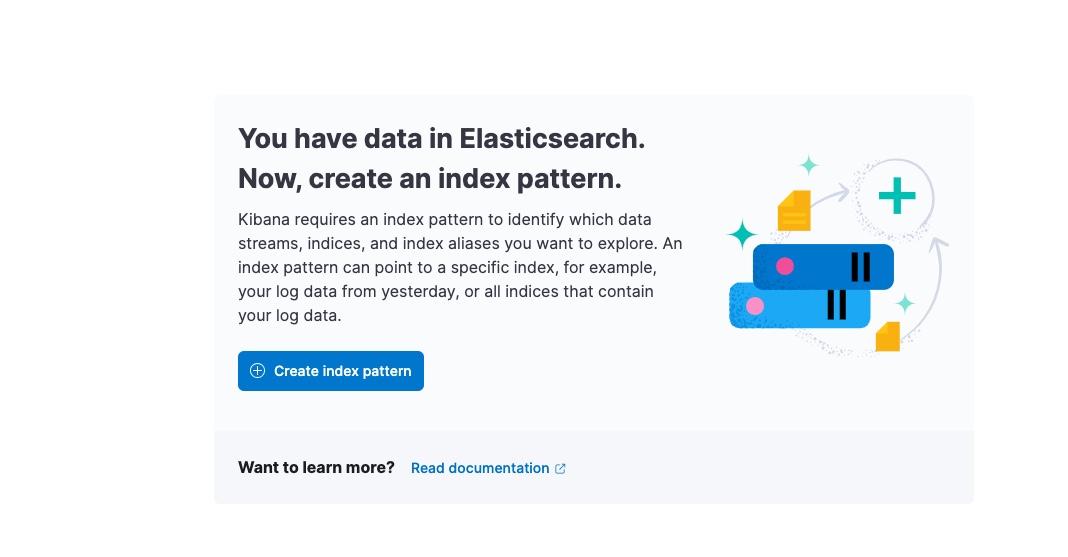 You have data in Elasticsearch.
Now, create an index pattern.
Kibana requires an index pattern to identify which data
streams, indices, and index aliases you want to explore. An
index pattern can point to a specific index, for example,
your log data from yesterday, or all indices that contain
your log data.
Create index pattern
Want to learn more? Read documentation